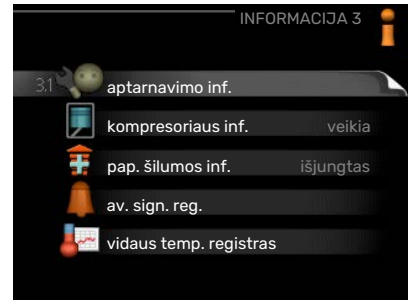 INFORMACIJA 3
3.1 aptarnavimo inf.
kompresoriaus inf. veikia
pap. šilumos inf. išjungtas
av. sign. reg.
vidaus temp. registras